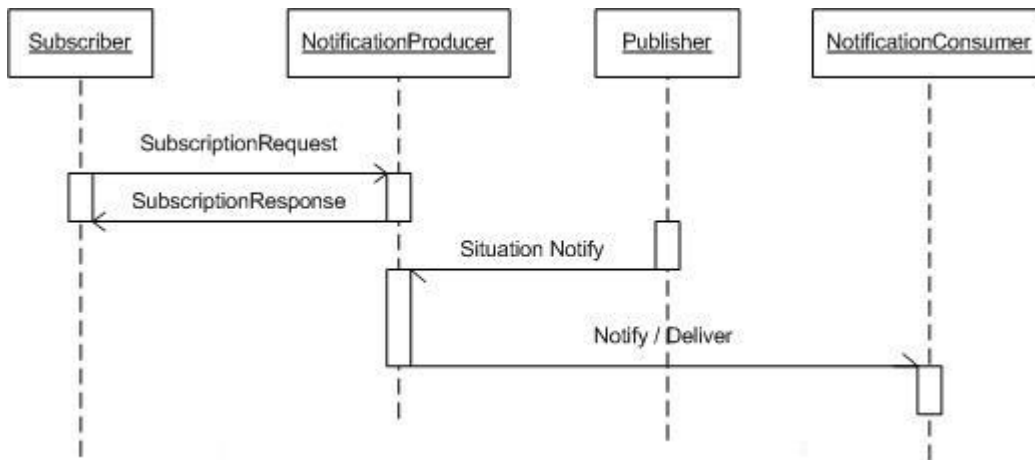 Subscriber
NotificationProducer
Publisher
NotificationConsumer
SubscriptionRequest
SubscriptionResponse
Situation Notify
Notify / Deliver